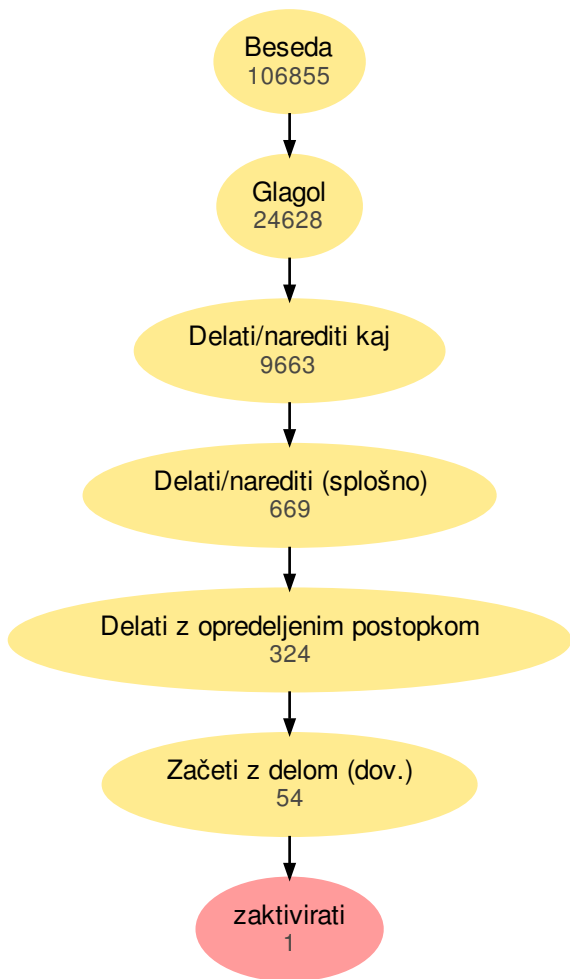 Beseda
106855
Glagol
24628
Delati/narediti kaj
9663
Delati/narediti (splošno)
669
Delati z opredeljenim postopkom
324
Začeti z delom (dov.)
54
zaktivirati
1